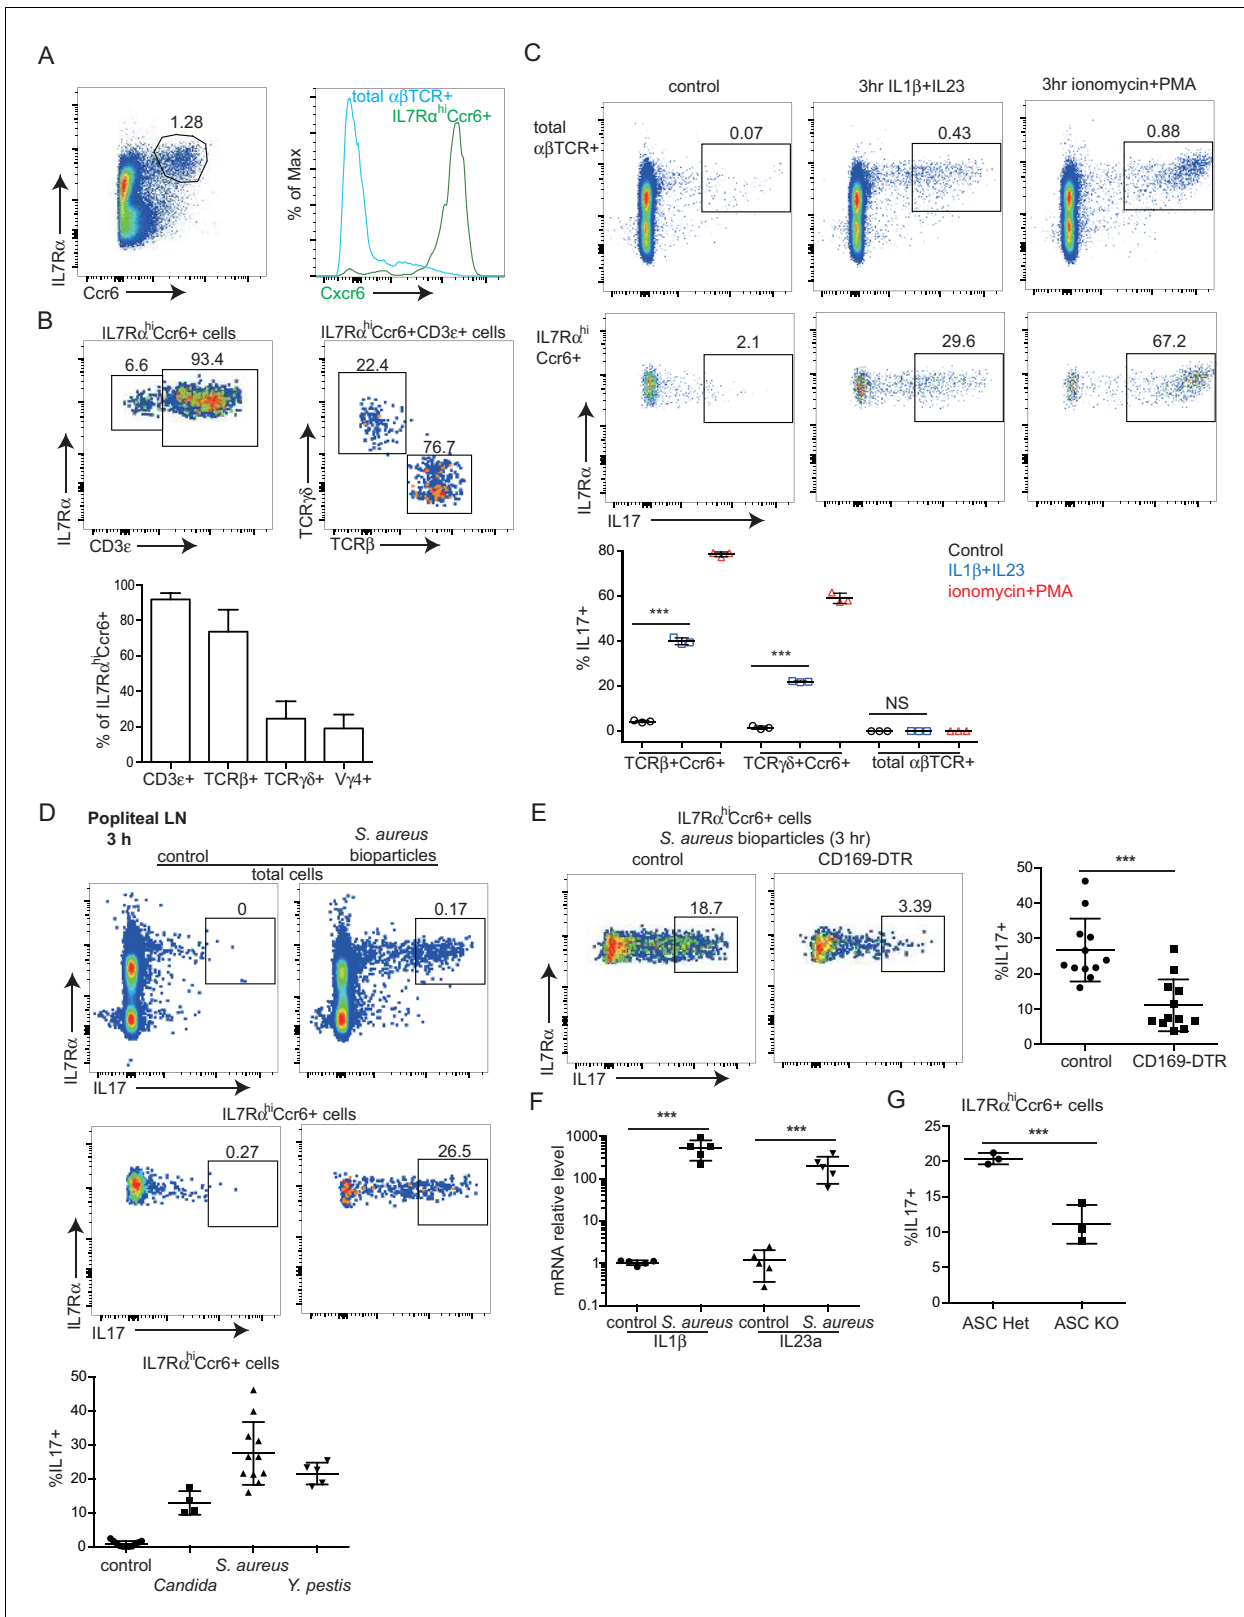 A
1.28
IL7Rα
Ccr6
total αβTCR+
IL7Rα^hi Ccr6+
% of Max
Cxcr6
B
IL7Rα^hi Ccr6+ cells
6.6
93.4
IL7Rα
CD3ε
IL7Rα^hi Ccr6+CD3ε+ cells
22.4
76.7
TCRγδ
TCRβ
100
80
60
40
20
0
% of IL7Rα^hi Ccr6+
CD3ε+
TCRβ+
TCRγδ+
Vγ4+
C
control
3hr IL1β+IL23
3hr ionomycin+PMA
total
αβTCR+
0.07
0.43
0.88
IL7Rα^hi
Ccr6+
2.1
29.6
67.2
IL7Rα
IL17
Control
IL1β+IL23
ionomycin+PMA
80
60
40
20
0
% IL17+
***
***
NS
TCRβ+Ccr6+
TCRγδ+Ccr6+
total αβTCR+
D
Popliteal LN
3 h
control
S. aureus
bioparticles
total cells
0
0.17
IL7Rα
IL17
IL7Rα^hi Ccr6+ cells
0.27
26.5
IL7Rα
IL17
IL7Rα^hi Ccr6+ cells
50
40
30
20
10
0
%IL17+
control
Candida
S. aureus
Y. pestis
E
IL7Rα^hi Ccr6+ cells
S. aureus bioparticles (3 hr)
control
CD169-DTR
18.7
3.39
IL7Rα
IL17
***
50
40
30
20
10
0
%IL17+
control
CD169-DTR
F
***
***
1000
100
10
1
0.1
mRNA relative level
control
S. aureus
control
S. aureus
IL1β
IL23a
G
IL7Rα^hi Ccr6+ cells
***
25
20
15
10
5
0
%IL17+
ASC Het
ASC KO